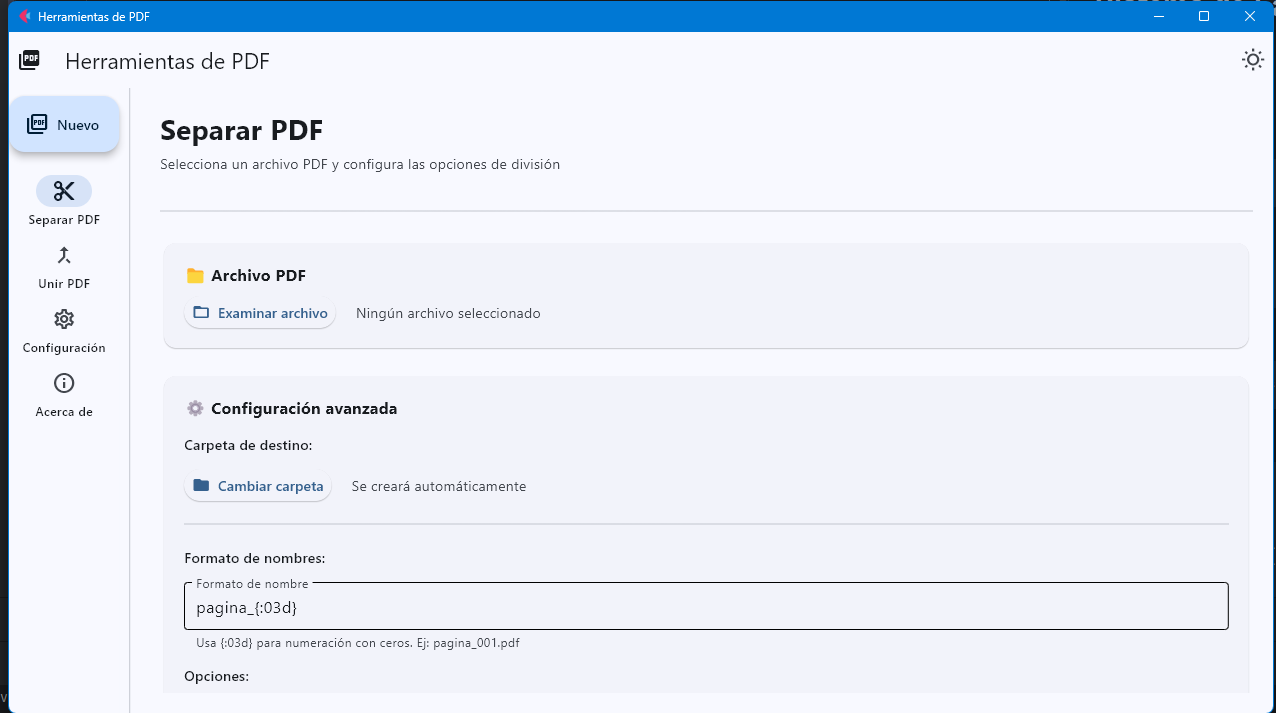 Herramientas de PDF
PDF
Herramientas de PDF
PDF
Nuevo
Separar PDF
Unir PDF
Configuración
Acerca de
Separar PDF
Selecciona un archivo PDF y configura las opciones de división
Archivo PDF
Examinar archivo
Ningún archivo seleccionado
Configuración avanzada
Carpeta de destino:
Cambiar carpeta
Se creará automáticamente
Formato de nombres:
Formato de nombre
pagina_{:03d}
Usa {:03d} para numeración con ceros. Ej: pagina_001.pdf
Opciones: